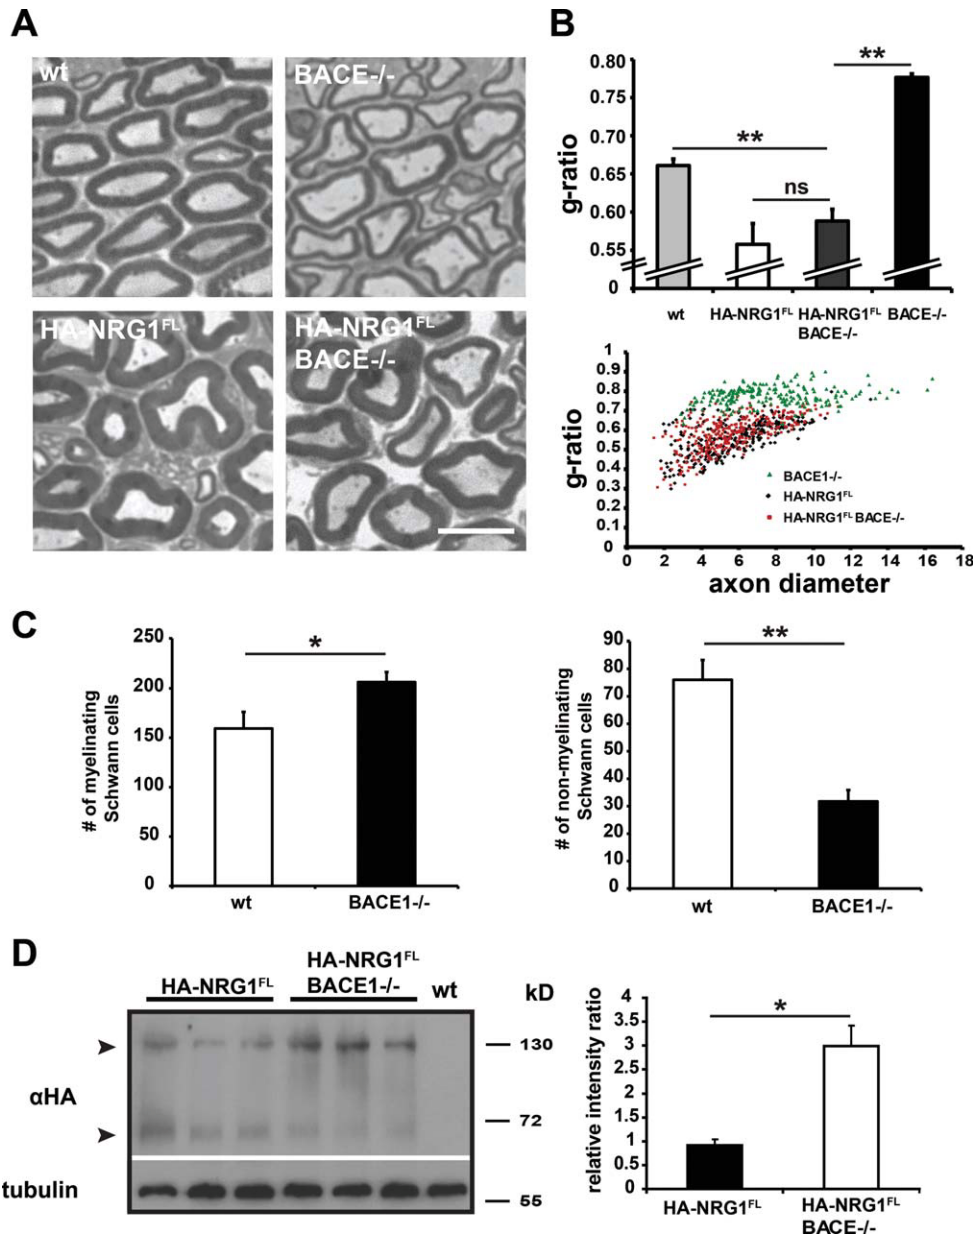 A
wt
BACE-/-
HA-NRG1FL
HA-NRG1FL
BACE-/-
B
g-ratio
0.80
0.75
0.70
0.65
0.60
0.55
0
**
**
ns
wt
HA-NRG1FL
HA-NRG1FL
BACE-/-
BACE-/-
g-ratio
1
0.9
0.8
0.7
0.6
0.5
0.4
0.3
0.2
0.1
0
BACE1-/-
HA-NRG1FL
HA-NRG1FL BACE-/-
0 2 4 6 8 10 12 14 16 18
axon diameter
C
# of myelinating
Schwann cells
250
200
150
100
50
0
*
wt
BACE1-/-
# of non-myelinating
Schwann cells
90
80
70
60
50
40
30
20
10
0
**
wt
BACE1-/-
D
HA-NRG1FL
HA-NRG1FL
BACE1-/-
wt
kD
αHA
130
72
tubulin
55
relative intensity ratio
4
3.5
3
2.5
2
1.5
1
0.5
0
*
HA-NRG1FL
HA-NRG1FL
BACE-/-